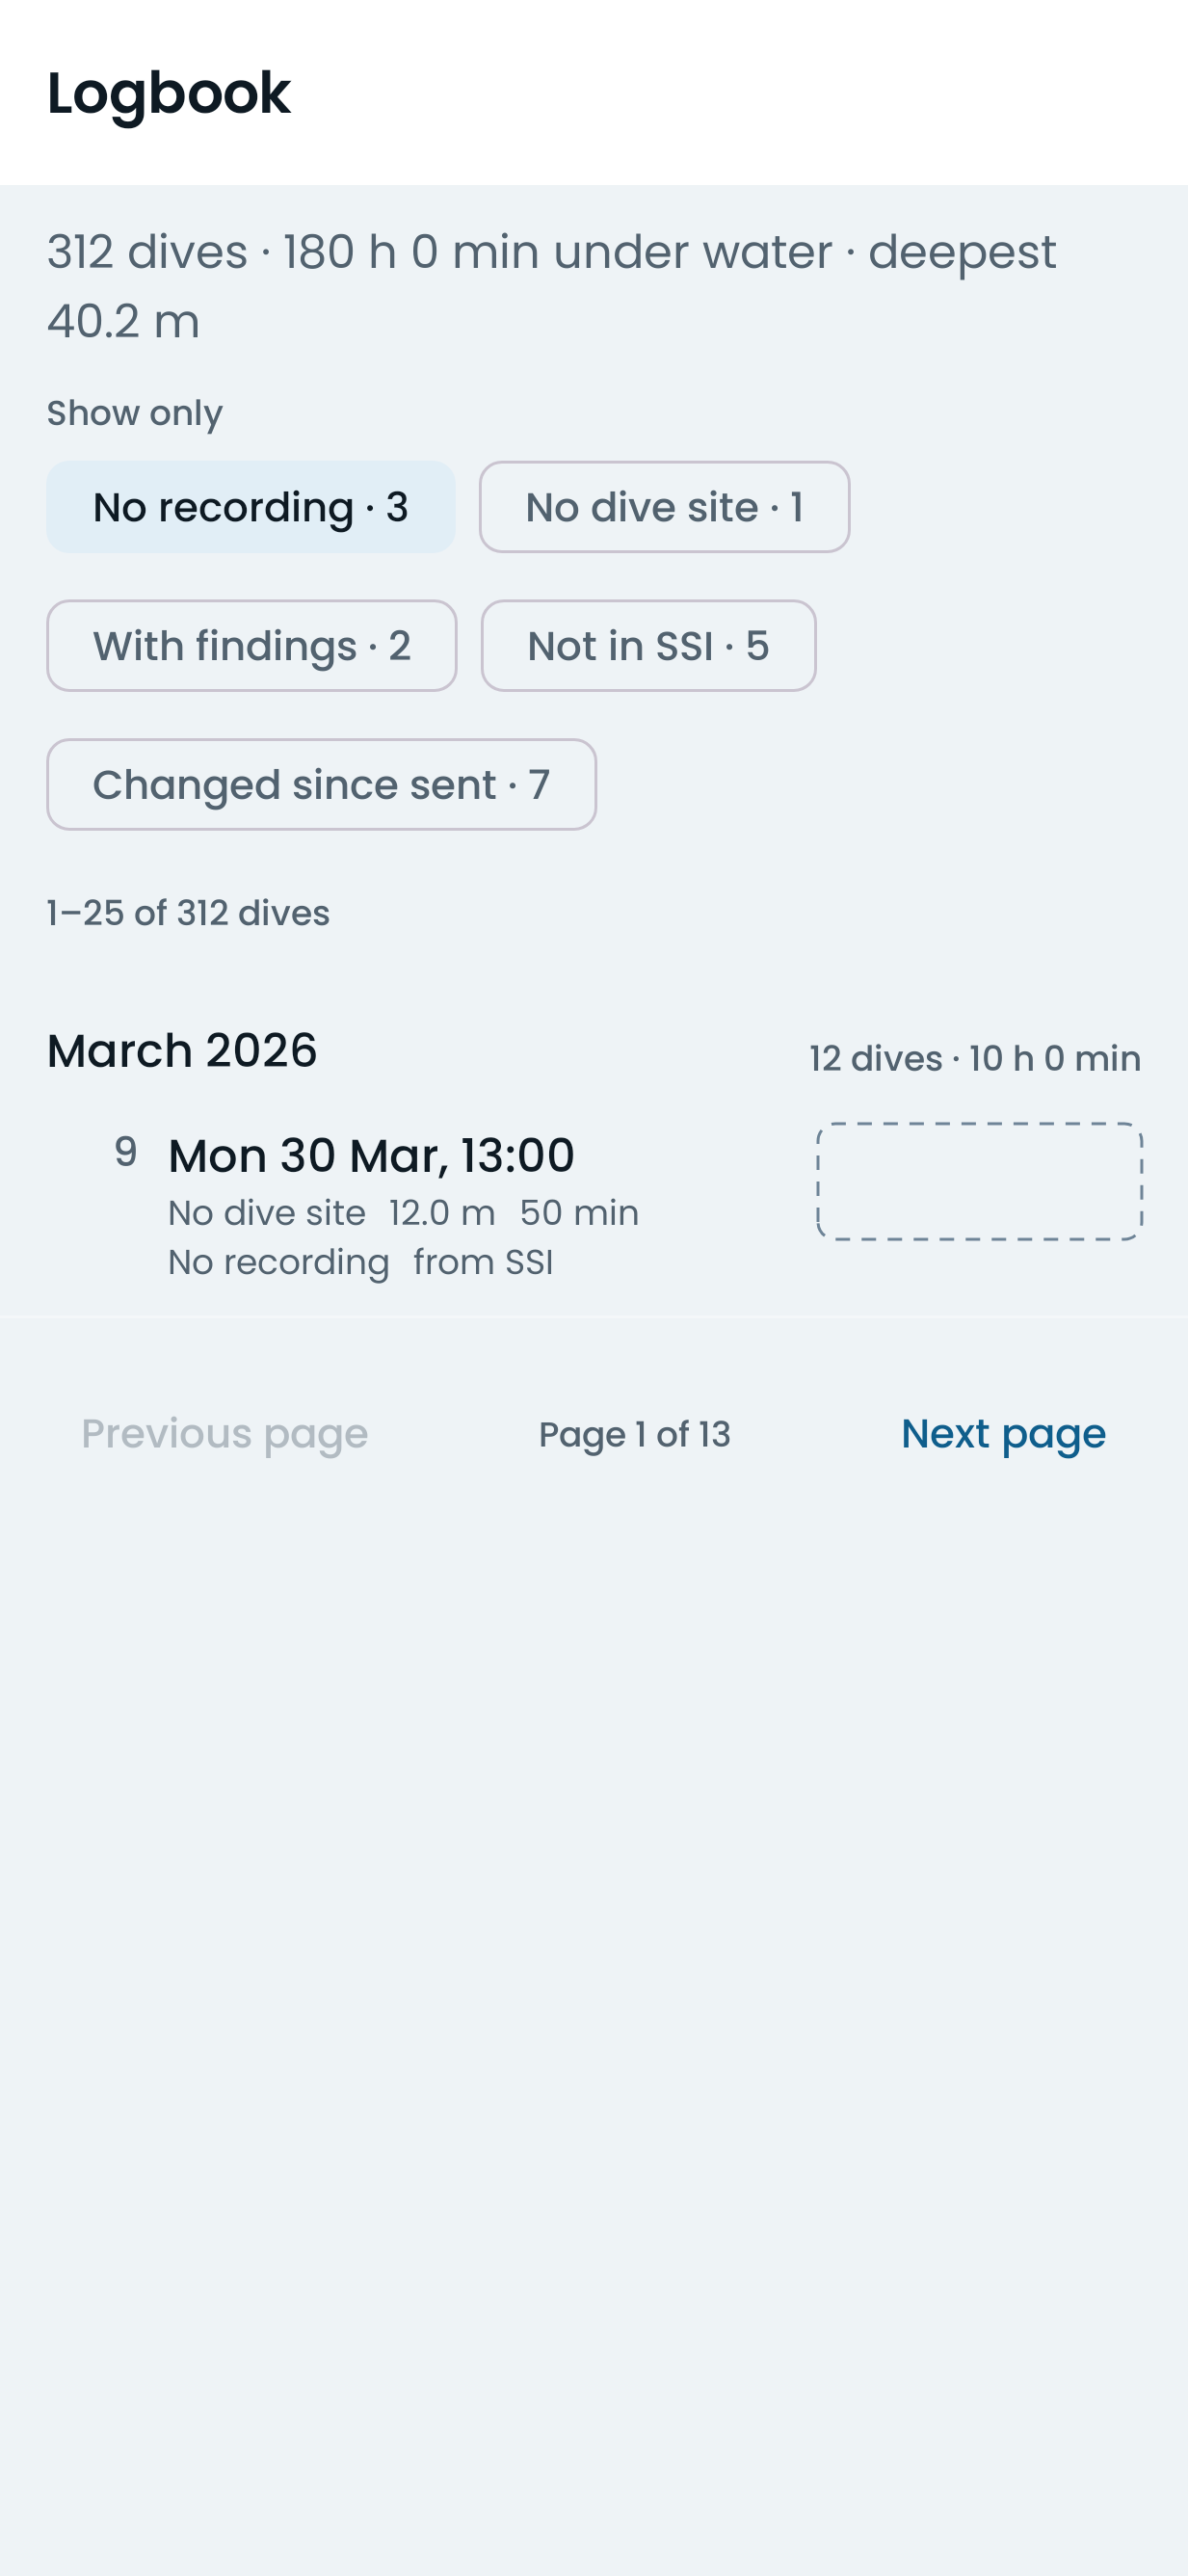 Logbook
312 dives · 180 h 0 min under water · deepest
40.2 m
Show only
No recording · 3
No dive site · 1
With findings · 2
Not in SSI · 5
Changed since sent · 7
1–25 of 312 dives
March 2026
12 dives · 10 h 0 min
9 Mon 30 Mar, 13:00
No dive site 12.0 m 50 min
No recording from SSI
Previous page
Page 1 of 13
Next page